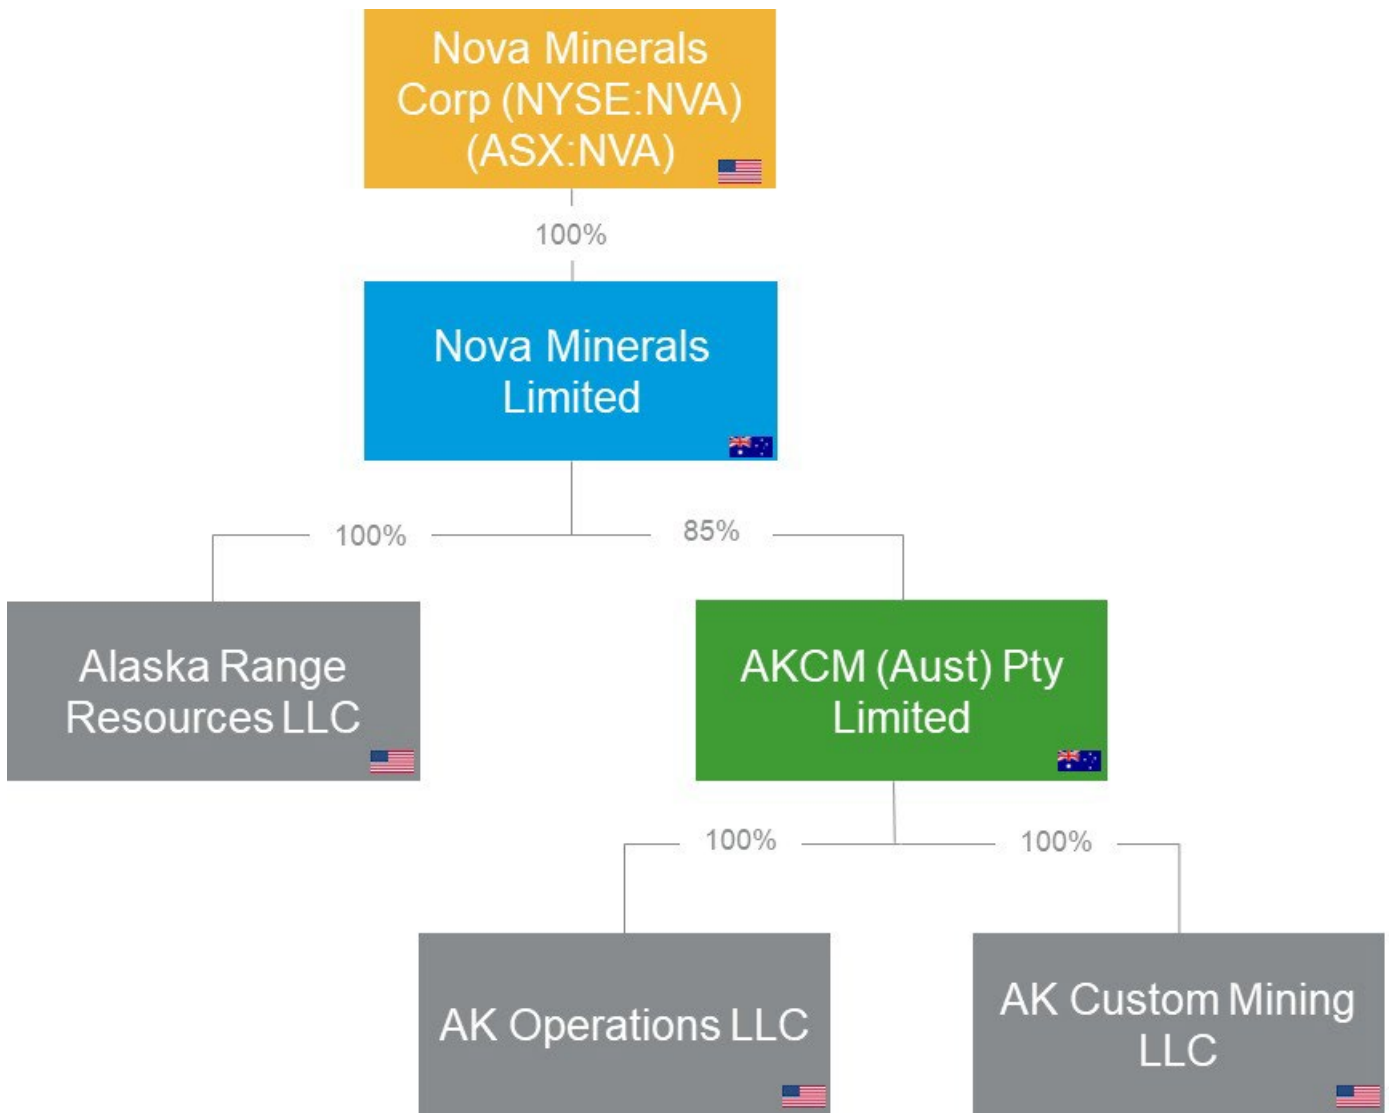 Nova Minerals
Corp (NYSE:NVA)
(ASX:NVA)
100%
Nova Minerals
Limited
100%
85%
Alaska Range
Resources LLC
AKCM (Aust) Pty
Limited
100%
100%
AK Operations LLC
AK Custom Mining
LLC